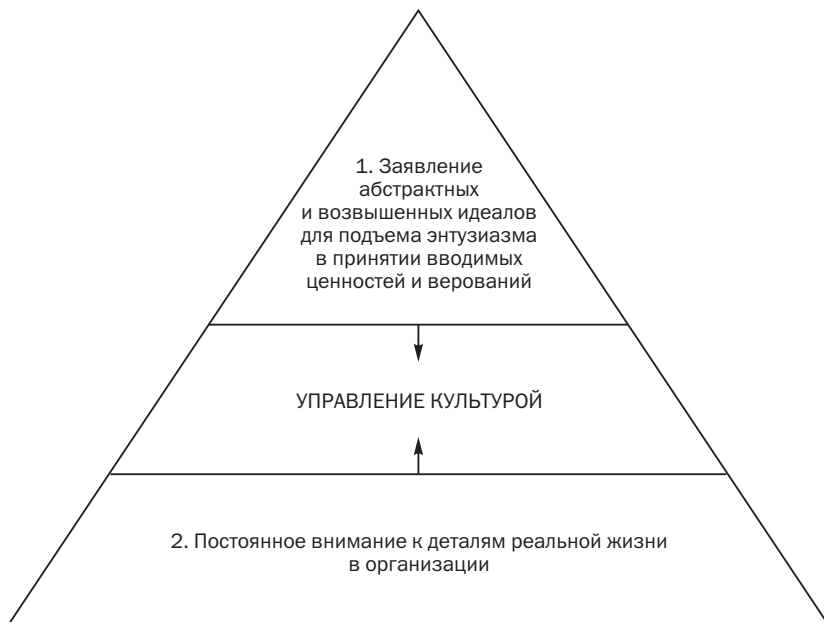 1. Заявление
абстрактных
и возвышенных идеалов
для подъема энтузиазма
в принятии вводимых
ценностей и верований
УПРАВЛЕНИЕ КУЛЬТУРОЙ
2. Постоянное внимание к деталям реальной жизни
в организации